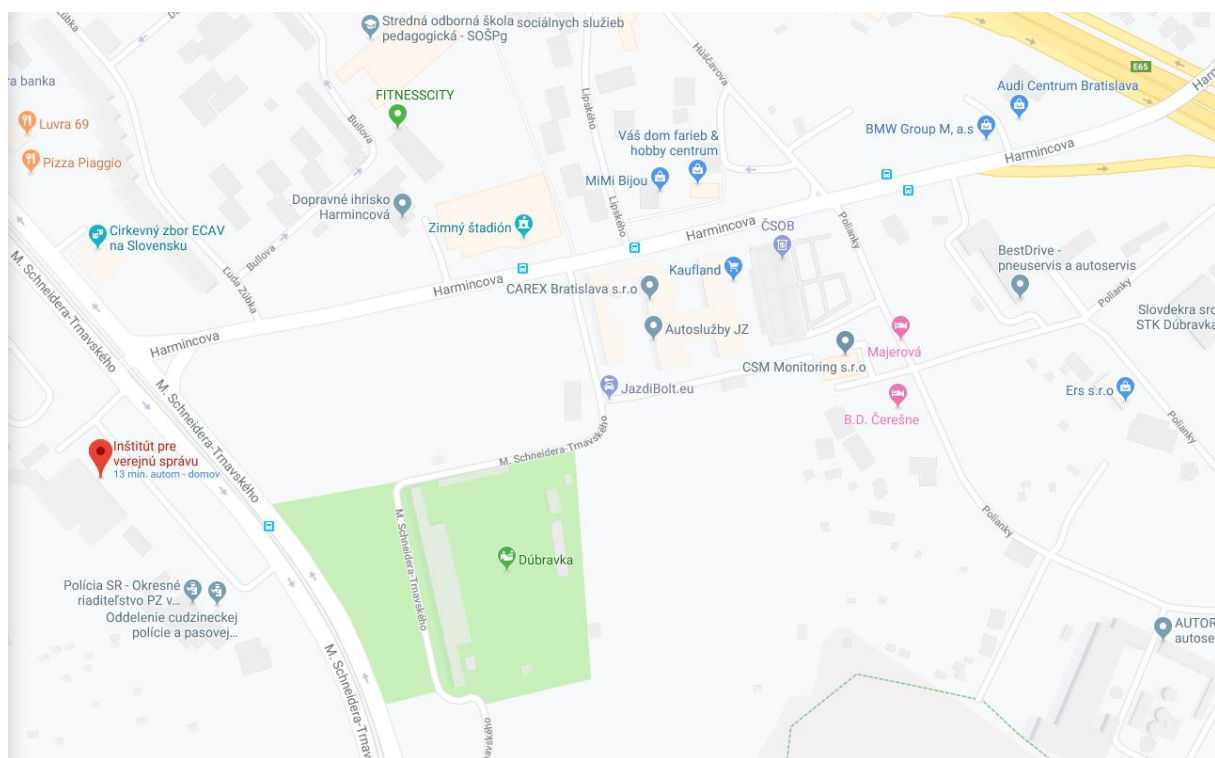 Stredná odborná škola sociálnych služieb
pedagogická - SOŠPg
E65
Audi Centrum Bratislava
Húščavova
ra banka
FITNESSCITY
Lipského
Luvra 69
Bullova
BMW Group M, a.s
Váš dom farieb &
hobby centrum
Harmincova
Pizza Piaggio
MiMi Bijou
Dopravné ihrisko
Harmincová
Lipského
Zimný štadión
Harmincova
ČSOB
Polianky
Cirkevný zbor ECAV
na Slovensku
Bullova
BestDrive -
pneuservis a autoservis
Kaufland
M. Schneidera-Trnavského
Ľuda Zúbka
Harmincova
CAREX Bratislava s.r.o
Polianky
Slovdekra sro
STK Dúbravka
Autoslužby JZ
Harmincova
Majerová
CSM Monitoring s.r.o
JazdiBolt.eu
Ers s.r.o
M. Schneidera-Trnavského
B.D. Čerešne
Polianky
Inštitút pre
verejnú správu
13 min. autom - domov
M. Schneidera-Trnavského
Polianky
M. Schneidera-Trnavského
Dúbravka
Polícia SR - Okresné
riaditeľstvo PZ v...
Oddelenie cudzineckej
polície a pasovej...
AUTOR
autose
M. Schneidera-Trnav